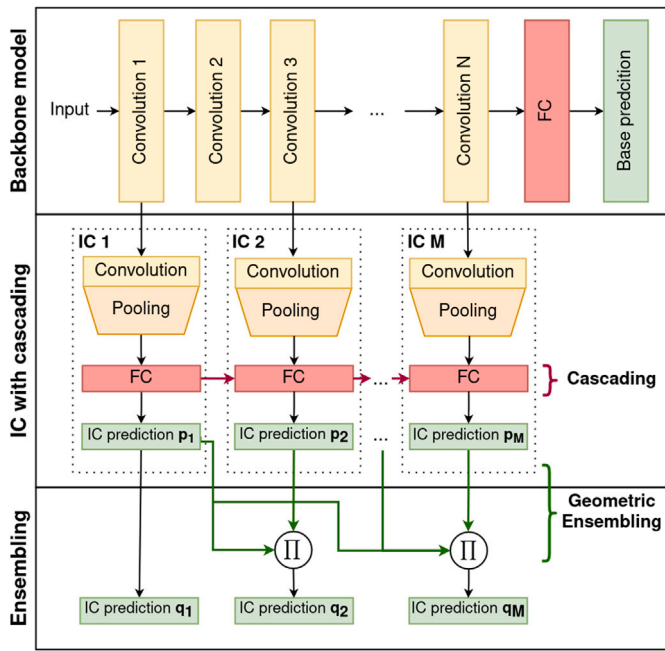 Backbone model
Input
Convolution 1
Convolution 2
Convolution 3
...
Convolution N
FC
Base predcition
IC with cascading
IC 1
IC 2
IC M
Convolution
Convolution
Convolution
Pooling
Pooling
Pooling
FC
FC
...
FC
Cascading
IC prediction p1
IC prediction p2
...
IC prediction pM
Geometric
Ensembling
Ensembling
Π
Π
IC prediction q1
IC prediction q2
IC prediction qM